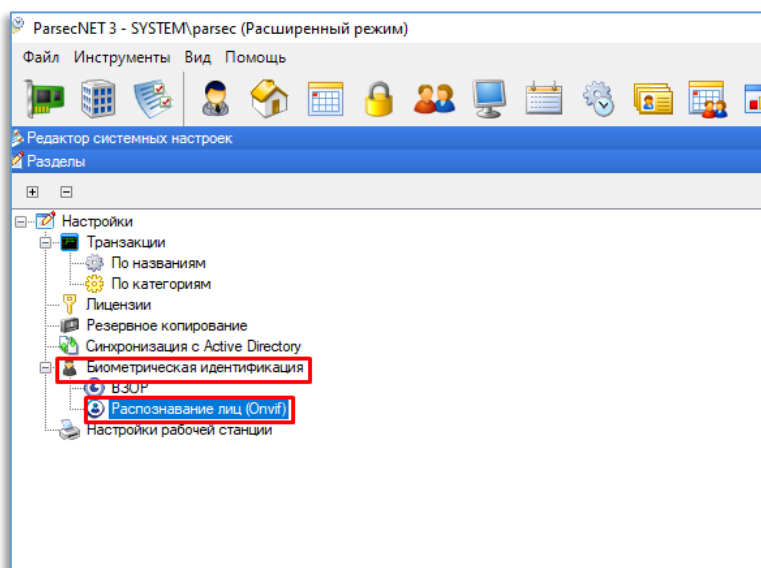 ParsecNET 3 - SYSTEM\parsec (Расширенный режим)
Файл Инструменты Вид Помощь
Редактор системных настроек
Разделы
Настройки
Транзакции
По названиям
По категориям
Лицензии
Резервное копирование
Синхронизация с Active Directory
Биометрическая идентификация
ВЗОР
Распознавание лиц (Onvif)
Настройки рабочей станции